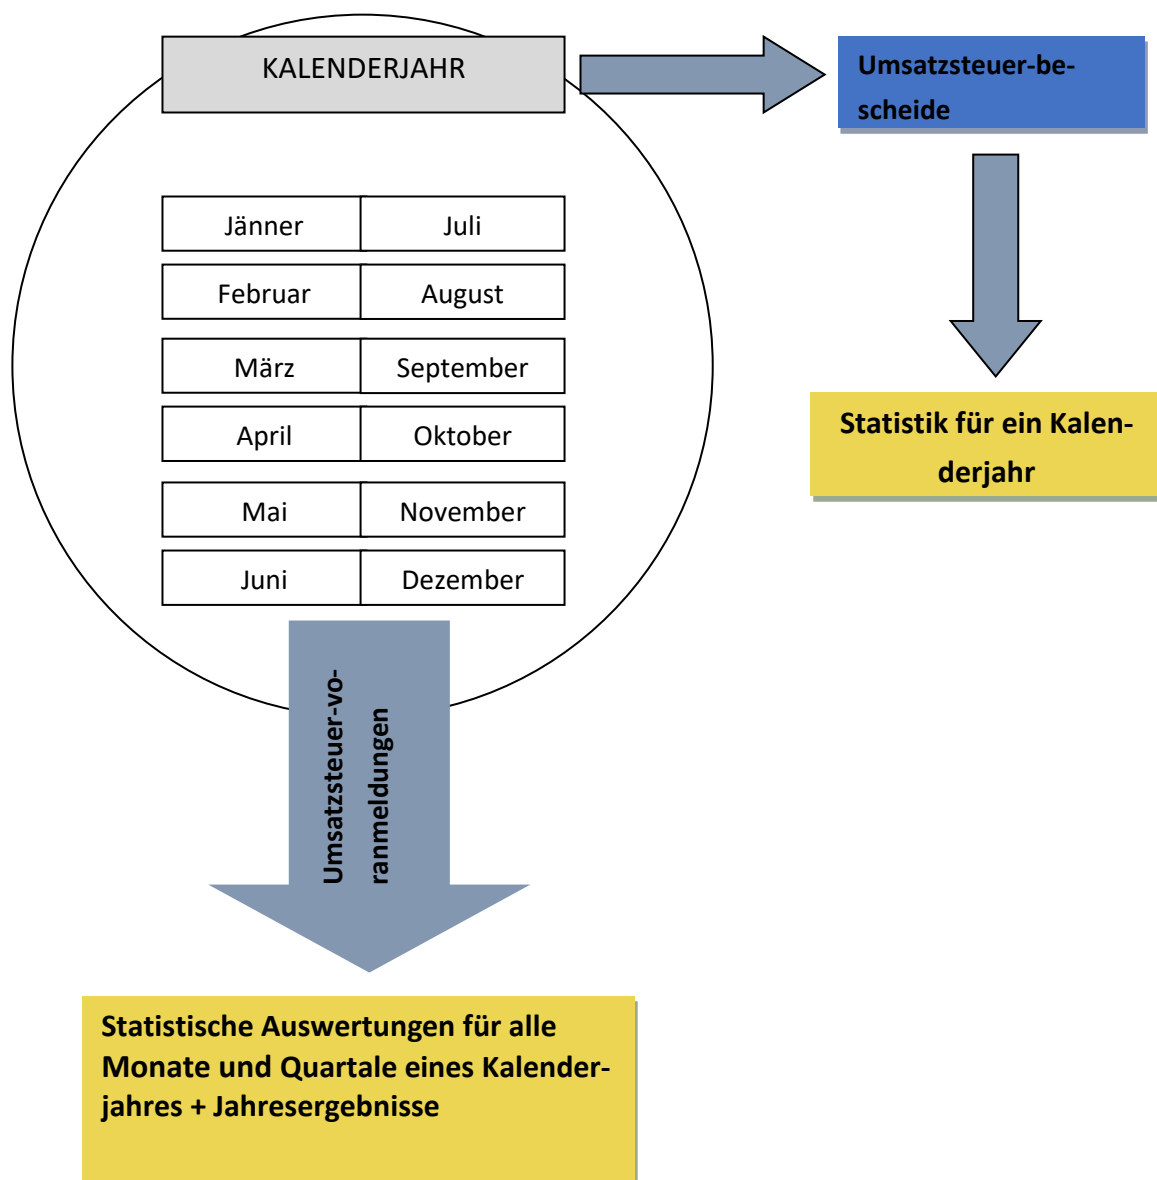 KALENDERJAHR
Umsatzsteuer-be-
scheide
Jänner
Juli
Februar
August
März
September
April
Oktober
Mai
November
Juni
Dezember
Statistik für ein Kalen-
derjahr
Umsatzsteuer-vo-
ranmeldungen
Statistische Auswertungen für alle
Monate und Quartale eines Kalender-
jahres + Jahresergebnisse